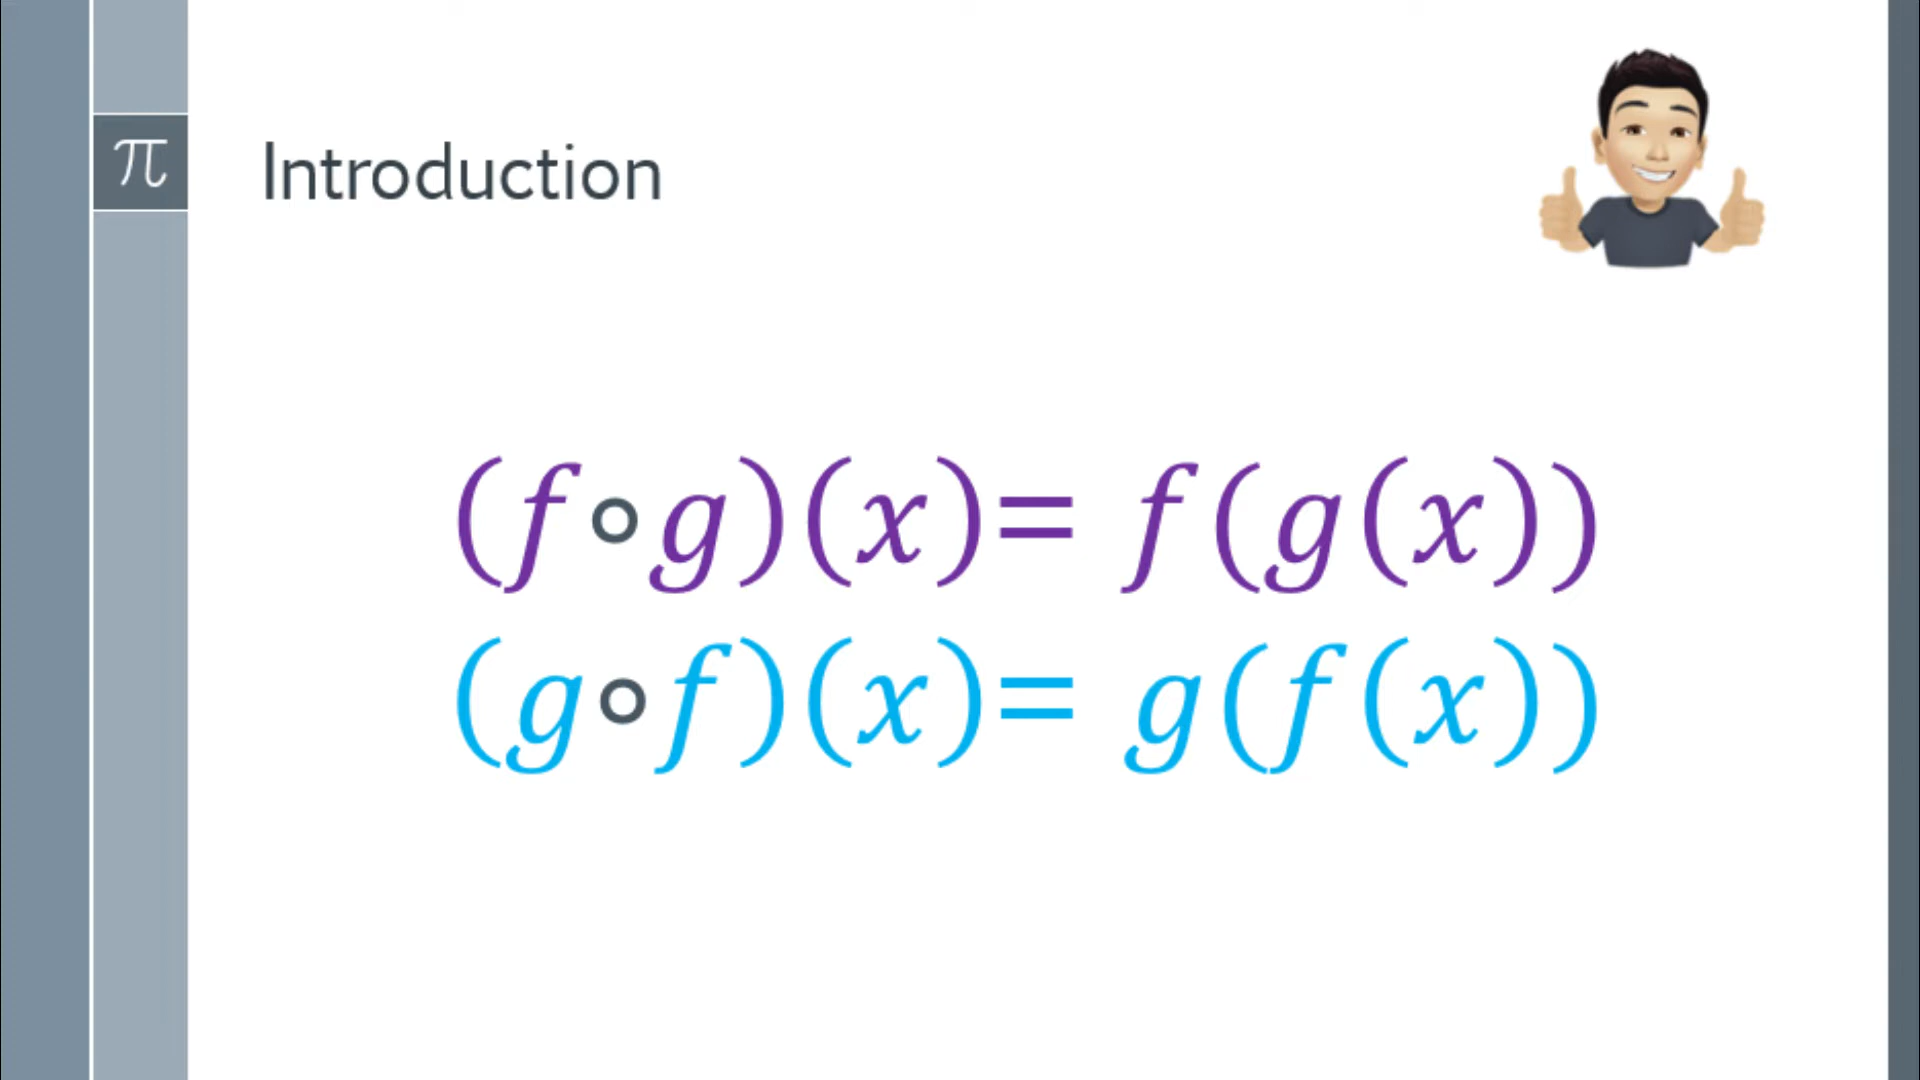 π
Introduction
(f∘g)(x)= f(g(x))
(g∘f)(x)= g(f(x))